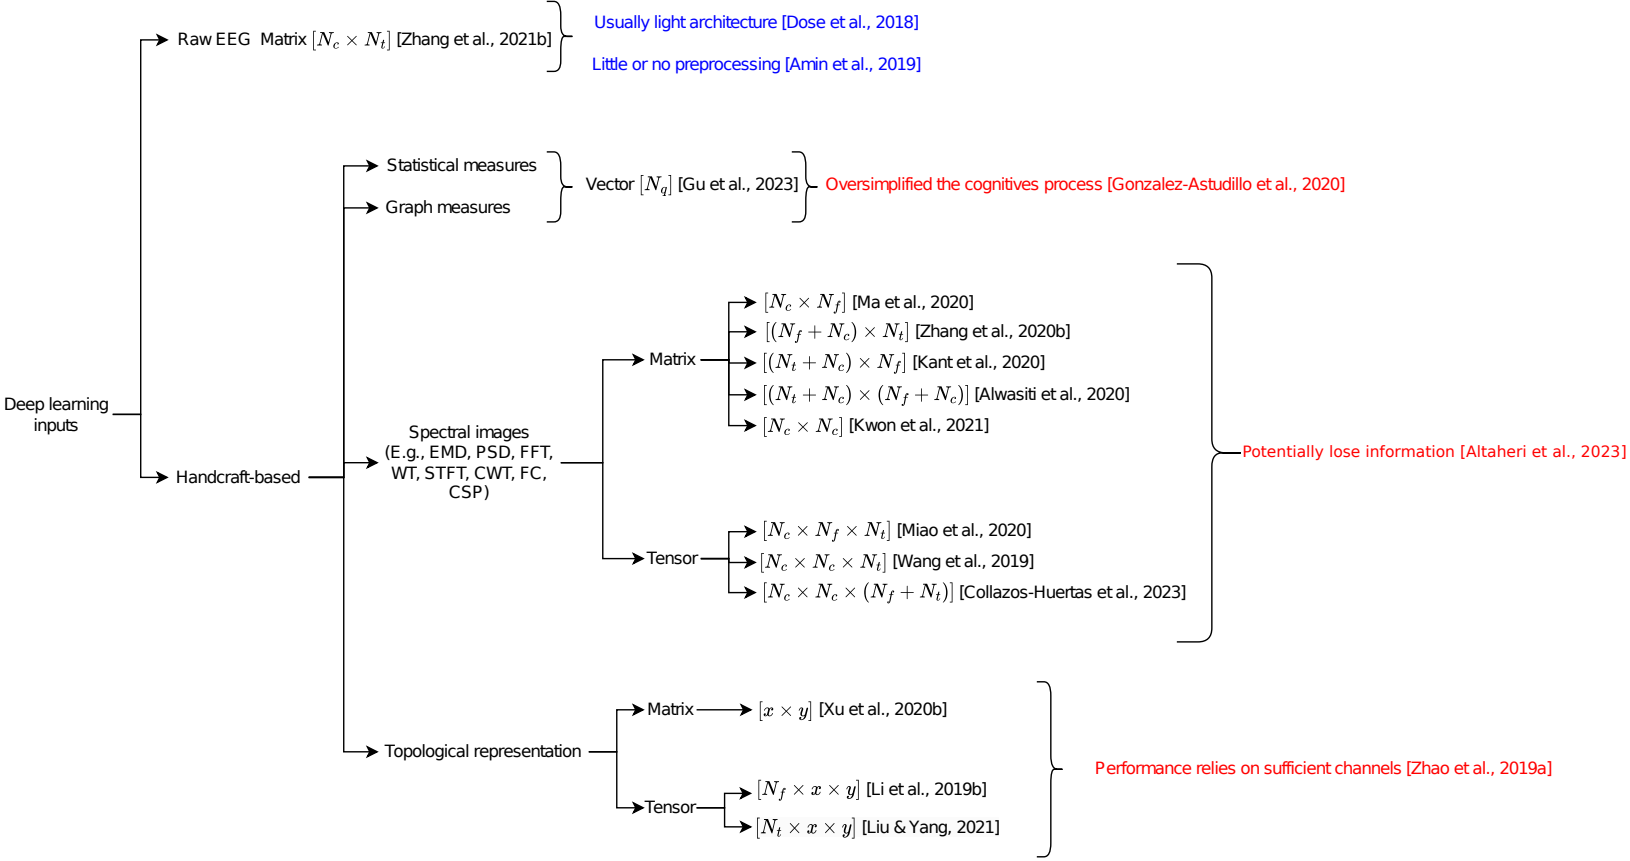 Usually light architecture [Dose et al., 2018]
Raw EEG Matrix [N_c × N_t] [Zhang et al., 2021b]
Little or no preprocessing [Amin et al., 2019]
Statistical measures
Vector [N_q] [Gu et al., 2023]
Oversimplified the cognitives process [Gonzalez-Astudillo et al., 2020]
Graph measures
[N_c × N_f] [Ma et al., 2020]
[(N_f + N_c) × N_t] [Zhang et al., 2020b]
Matrix
[(N_t + N_c) × N_f] [Kant et al., 2020]
[(N_t + N_c) × (N_f + N_c)] [Alwasiti et al., 2020]
[N_c × N_c] [Kwon et al., 2021]
Deep learning
inputs
Spectral images
(E.g., EMD, PSD, FFT,
WT, STFT, CWT, FC,
CSP)
Potentially lose information [Altaheri et al., 2023]
Handcraft-based
[N_c × N_f × N_t] [Miao et al., 2020]
Tensor
[N_c × N_c × N_t] [Wang et al., 2019]
[N_c × N_c × (N_f + N_t)] [Collazos-Huertas et al., 2023]
Matrix
[x × y] [Xu et al., 2020b]
Topological representation
Performance relies on sufficient channels [Zhao et al., 2019a]
[N_f × x × y] [Li et al., 2019b]
Tensor
[N_t × x × y] [Liu & Yang, 2021]